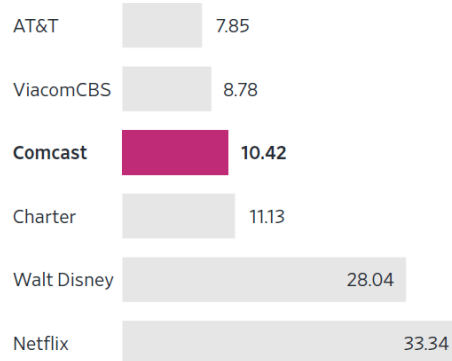 AT&T 7.85
ViacomCBS 8.78
Comcast 10.42
Charter 11.13
Walt Disney 28.04
Netflix 33.34